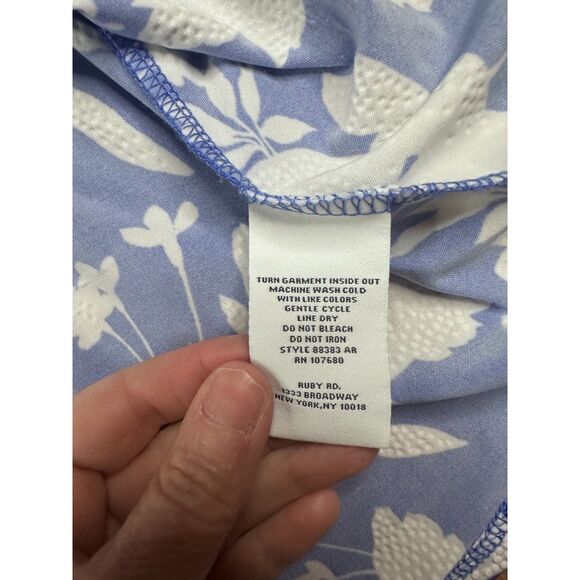 TURN GARMENT INSIDE OUT
MACHINE WASH COLD
WITH LIKE COLORS
GENTLE CYCLE
LINE DRY
DO NOT BLEACH
DO NOT IRON
STYLE 88383 AR
RN 107680
RUBY RD.
1333 BROADWAY
NEW YORK,NY 10018